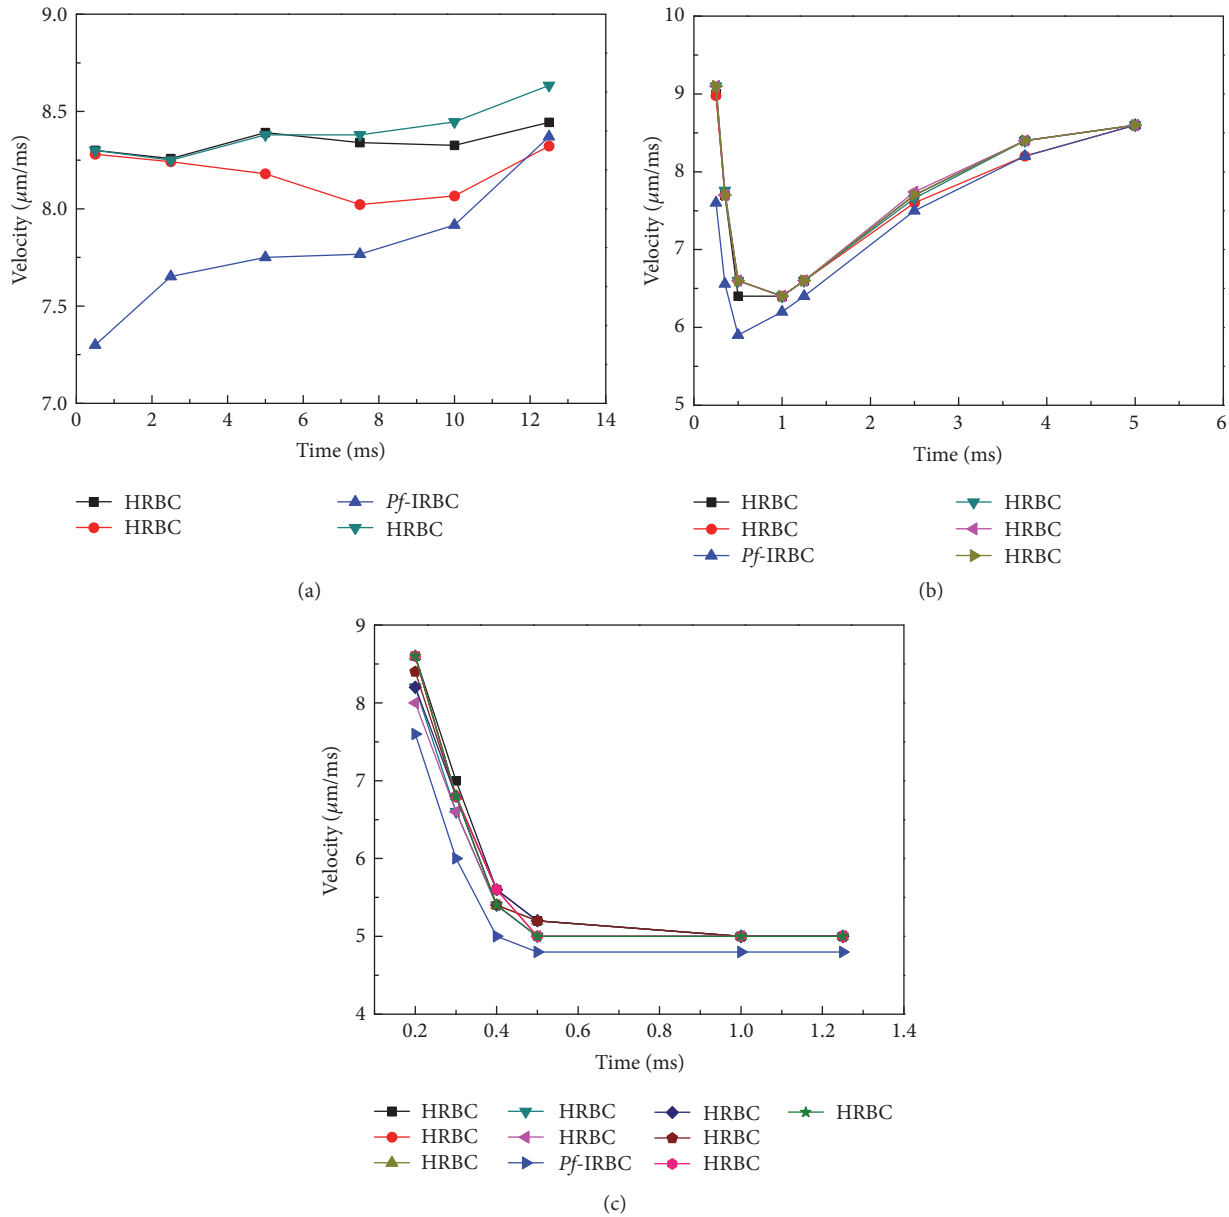 9.0
8.5
8.0
7.5
7.0
Velocity (μm/ms)
0 2 4 6 8 10 12 14
Time (ms)
HRBC
HRBC
Pf-IRBC
HRBC
(a)
10
9
8
7
6
5
Velocity (μm/ms)
0 1 2 3 4 5 6
Time (ms)
HRBC
HRBC
Pf-IRBC
HRBC
HRBC
HRBC
(b)
9
8
7
6
5
4
Velocity (μm/ms)
0.2 0.4 0.6 0.8 1.0 1.2 1.4
Time (ms)
HRBC
HRBC
HRBC
HRBC
HRBC
Pf-IRBC
HRBC
HRBC
HRBC
HRBC
(c)